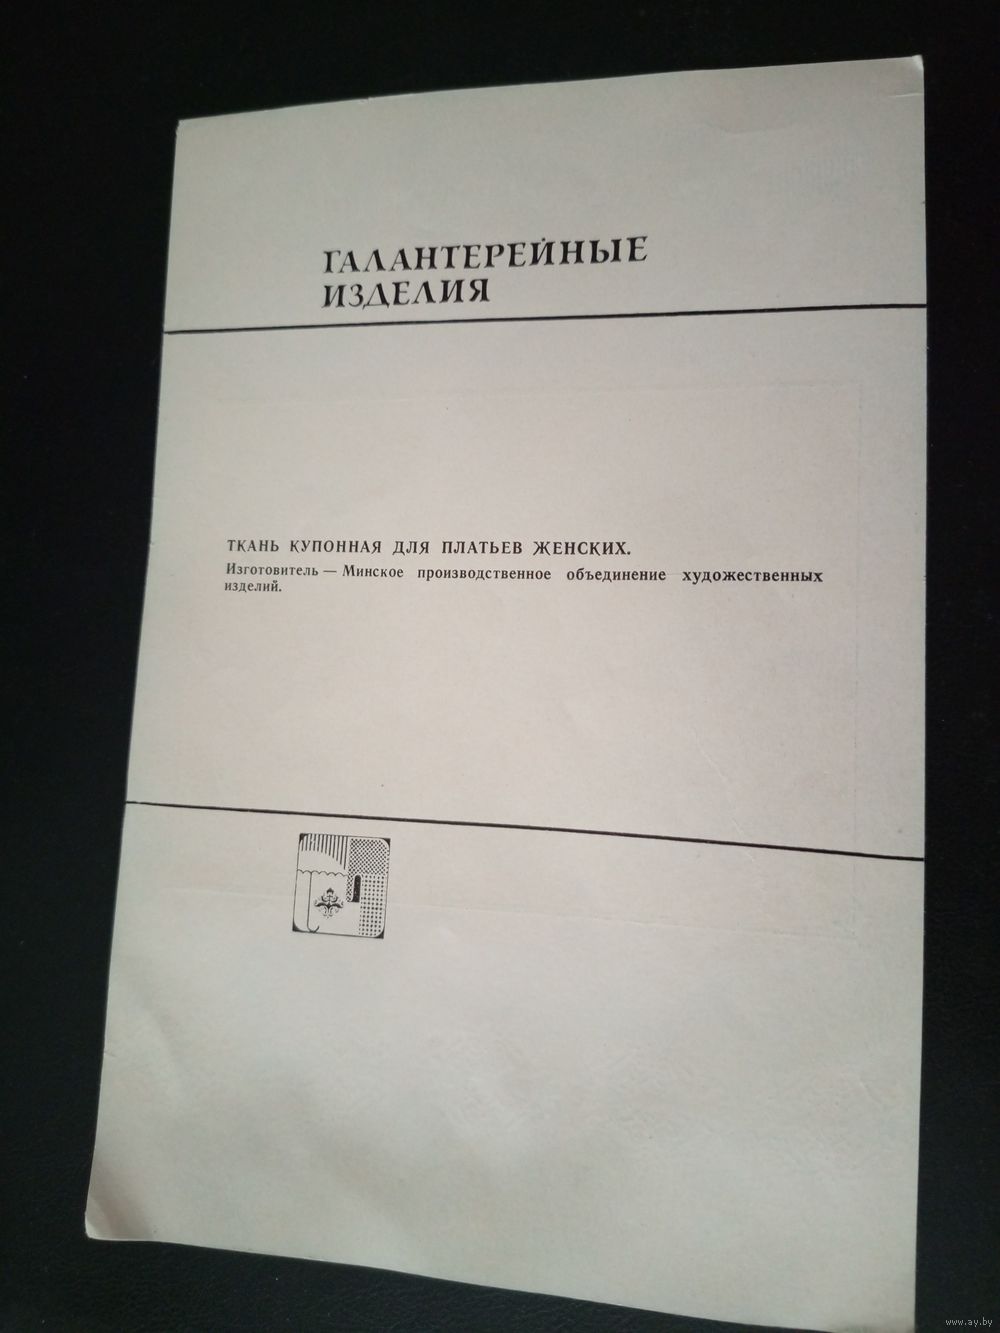 ГАЛАНТЕРЕЙНЫЕ
ИЗДЕЛИЯ
ТКАНЬ КУПОННАЯ ДЛЯ ПЛАТЬЕВ ЖЕНСКИХ.
Изготовитель — Минское производственное объединение художественных
изделий.
www.ay.by